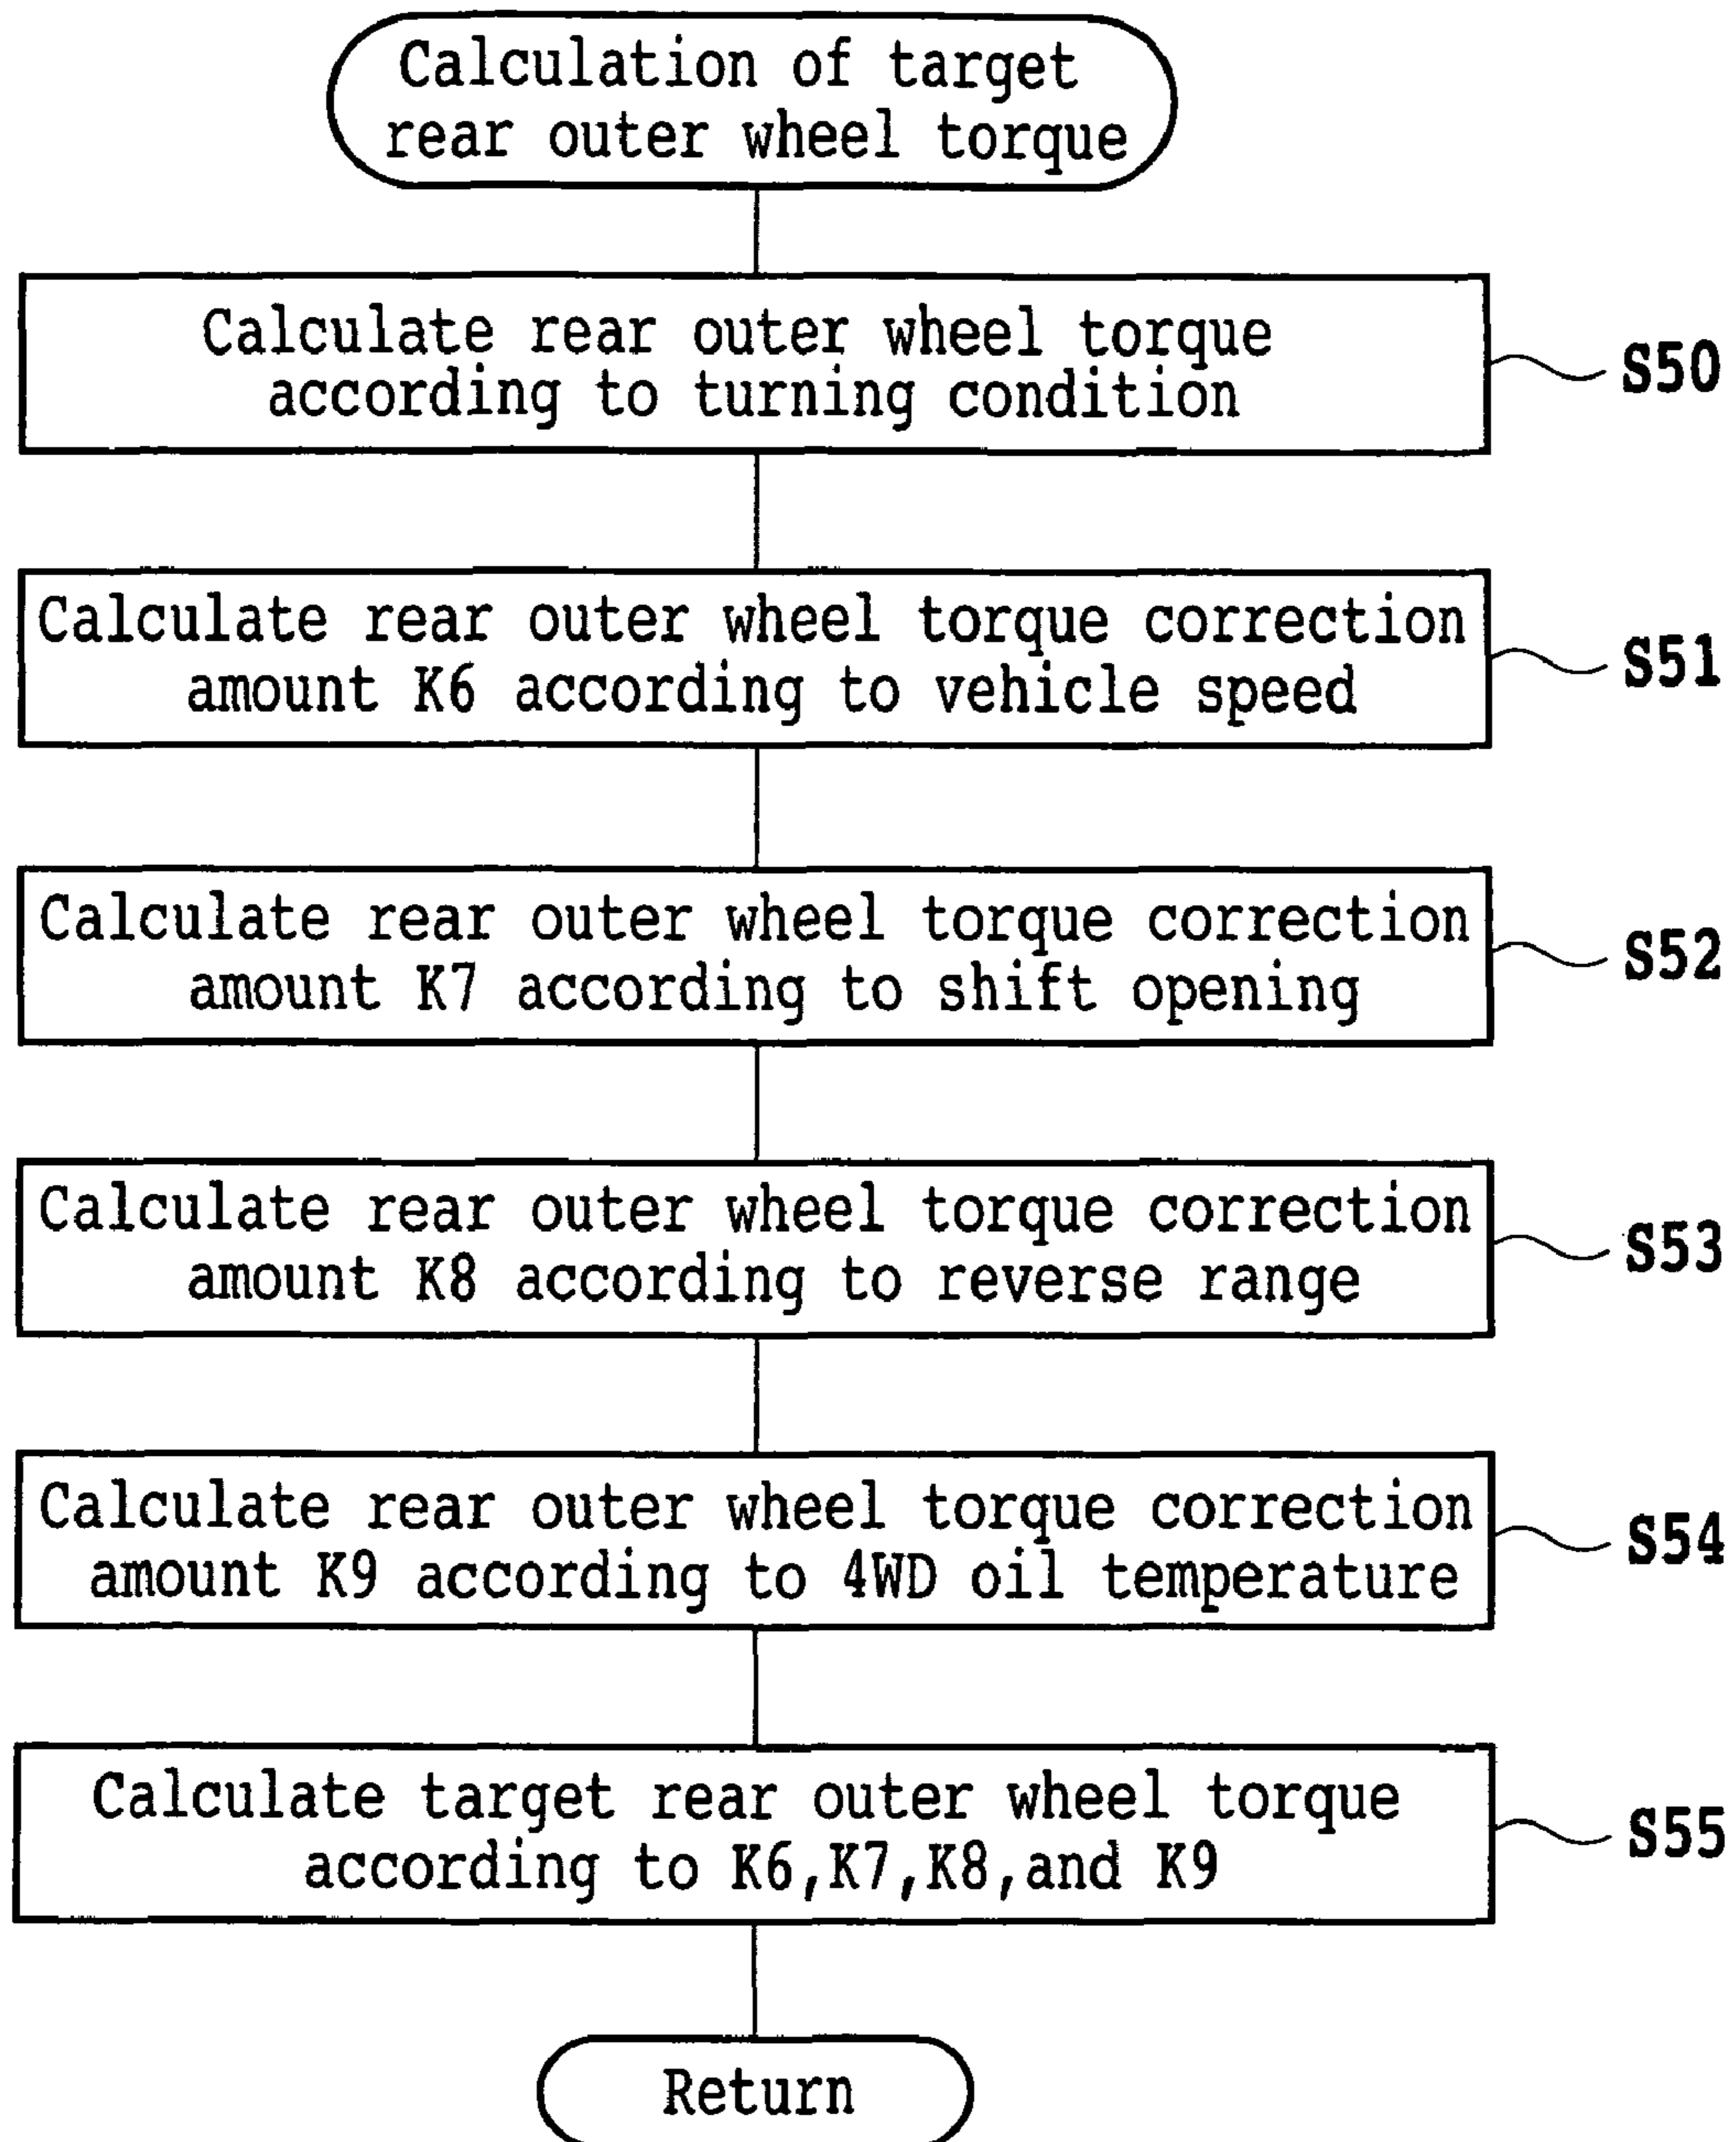 Calculation of target
rear outer wheel torque
Calculate rear outer wheel torque
according to turning condition
S50
Calculate rear outer wheel torque correction
amount K6 according to vehicle speed
S51
Calculate rear outer wheel torque correction
amount K7 according to shift opening
S52
Calculate rear outer wheel torque correction
amount K8 according to reverse range
S53
Calculate rear outer wheel torque correction
amount K9 according to 4WD oil temperature
S54
Calculate target rear outer wheel torque
according to K6,K7,K8,and K9
S55
Return